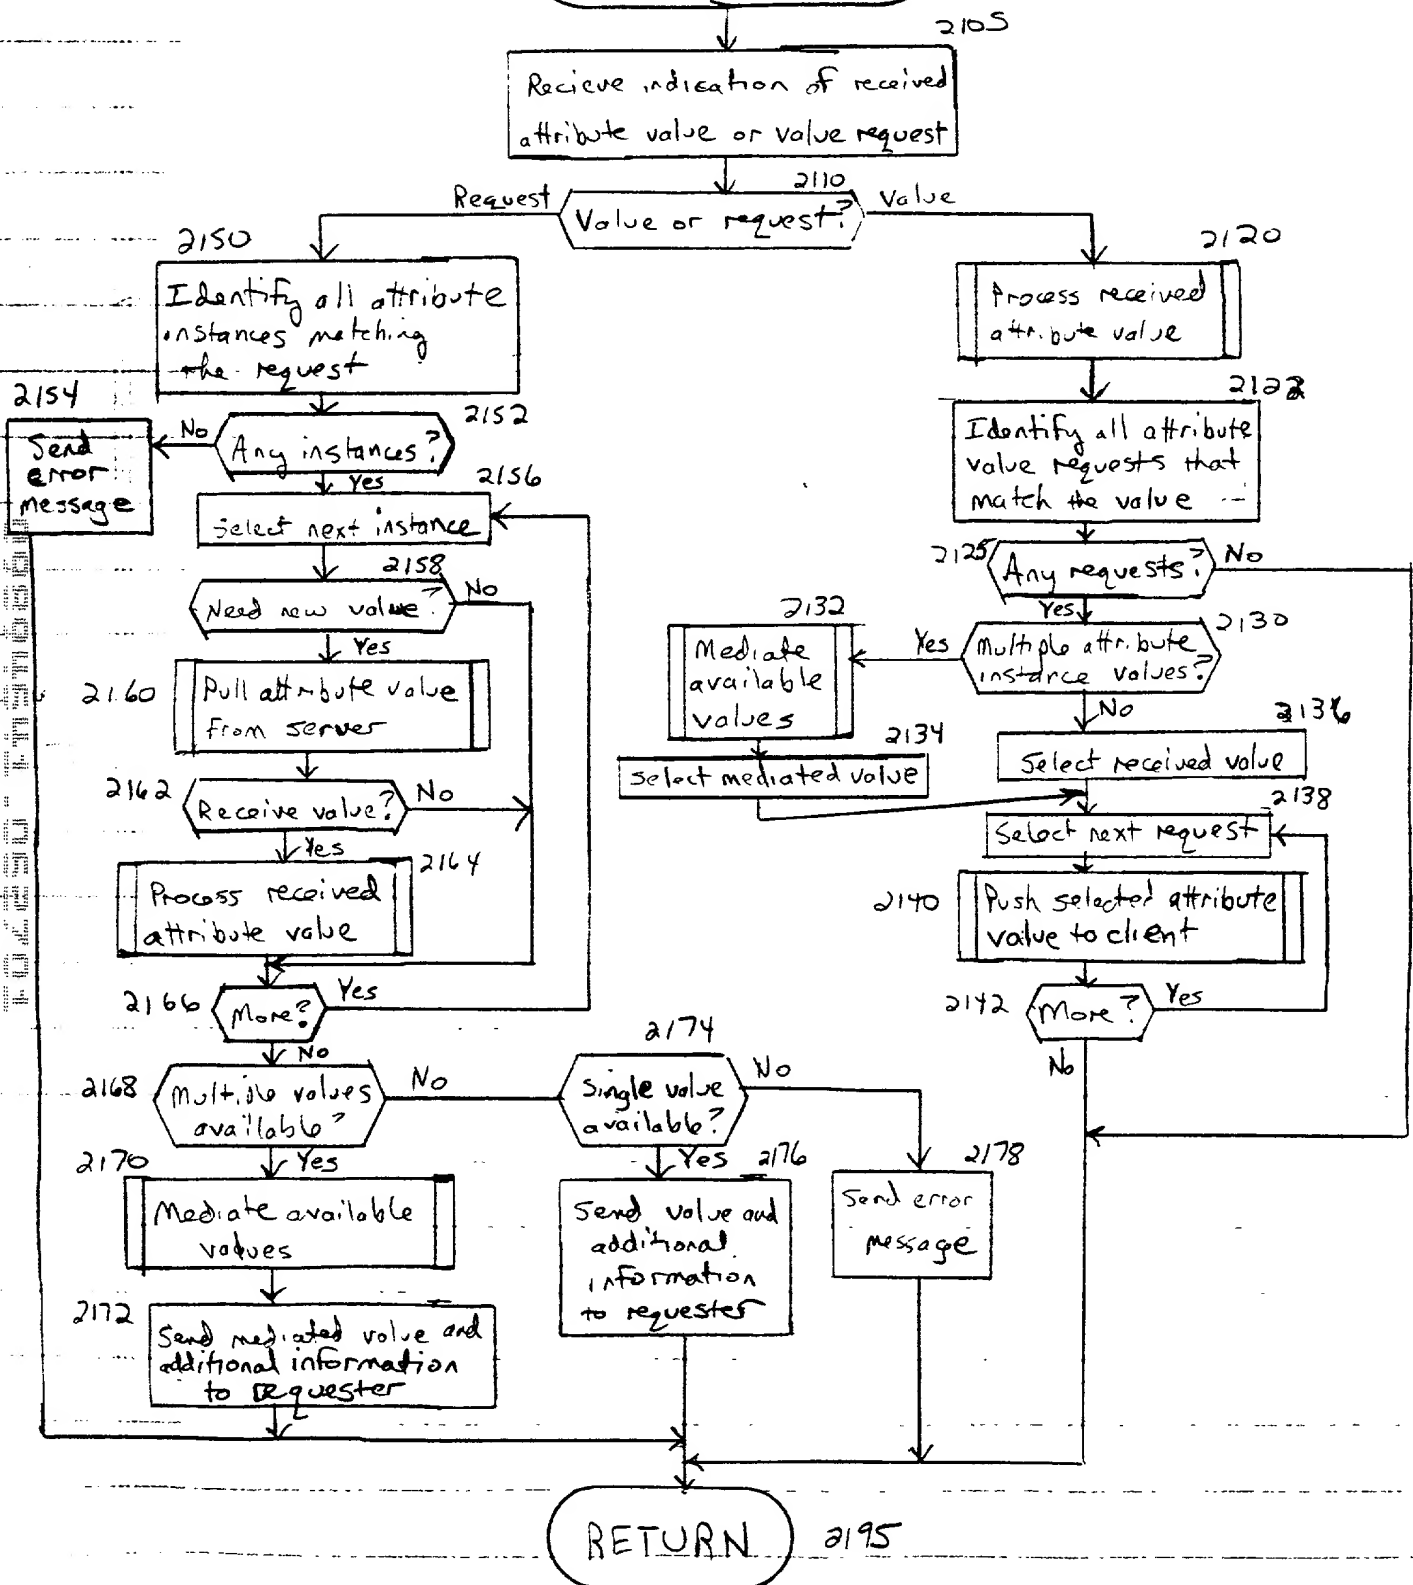 2105
Recieve indication of received
attribute value or value request
2110
Value or request?
Request
Value
2150
Identify all attribute
instances matching
the request
2154
Send
error
message
2152
Any instances?
No
Yes
2156
Select next instance
2158
Need new value?
No
Yes
2160
Pull attribute value
from server
2162
Receive value?
No
Yes
2164
Process received
attribute value
2166
More?
Yes
No
2168
Multiple values
available?
No
Yes
2170
Mediate available
values
2172
Send mediated value and
additional information
to requester
2174
Single value
available?
No
Yes
2176
Send value and
additional
information
to requester
2178
Send error
message
2120
Process received
attribute value
2122
Identify all attribute
value requests that
match the value
2125
Any requests?
No
Yes
2130
Multiple attribute
instance values?
Yes
No
2132
Mediate
available
values
2134
Select mediated value
2136
Select received value
2138
Select next request
2140
Push selected attribute
value to client
2142
More?
Yes
No
RETURN
2195